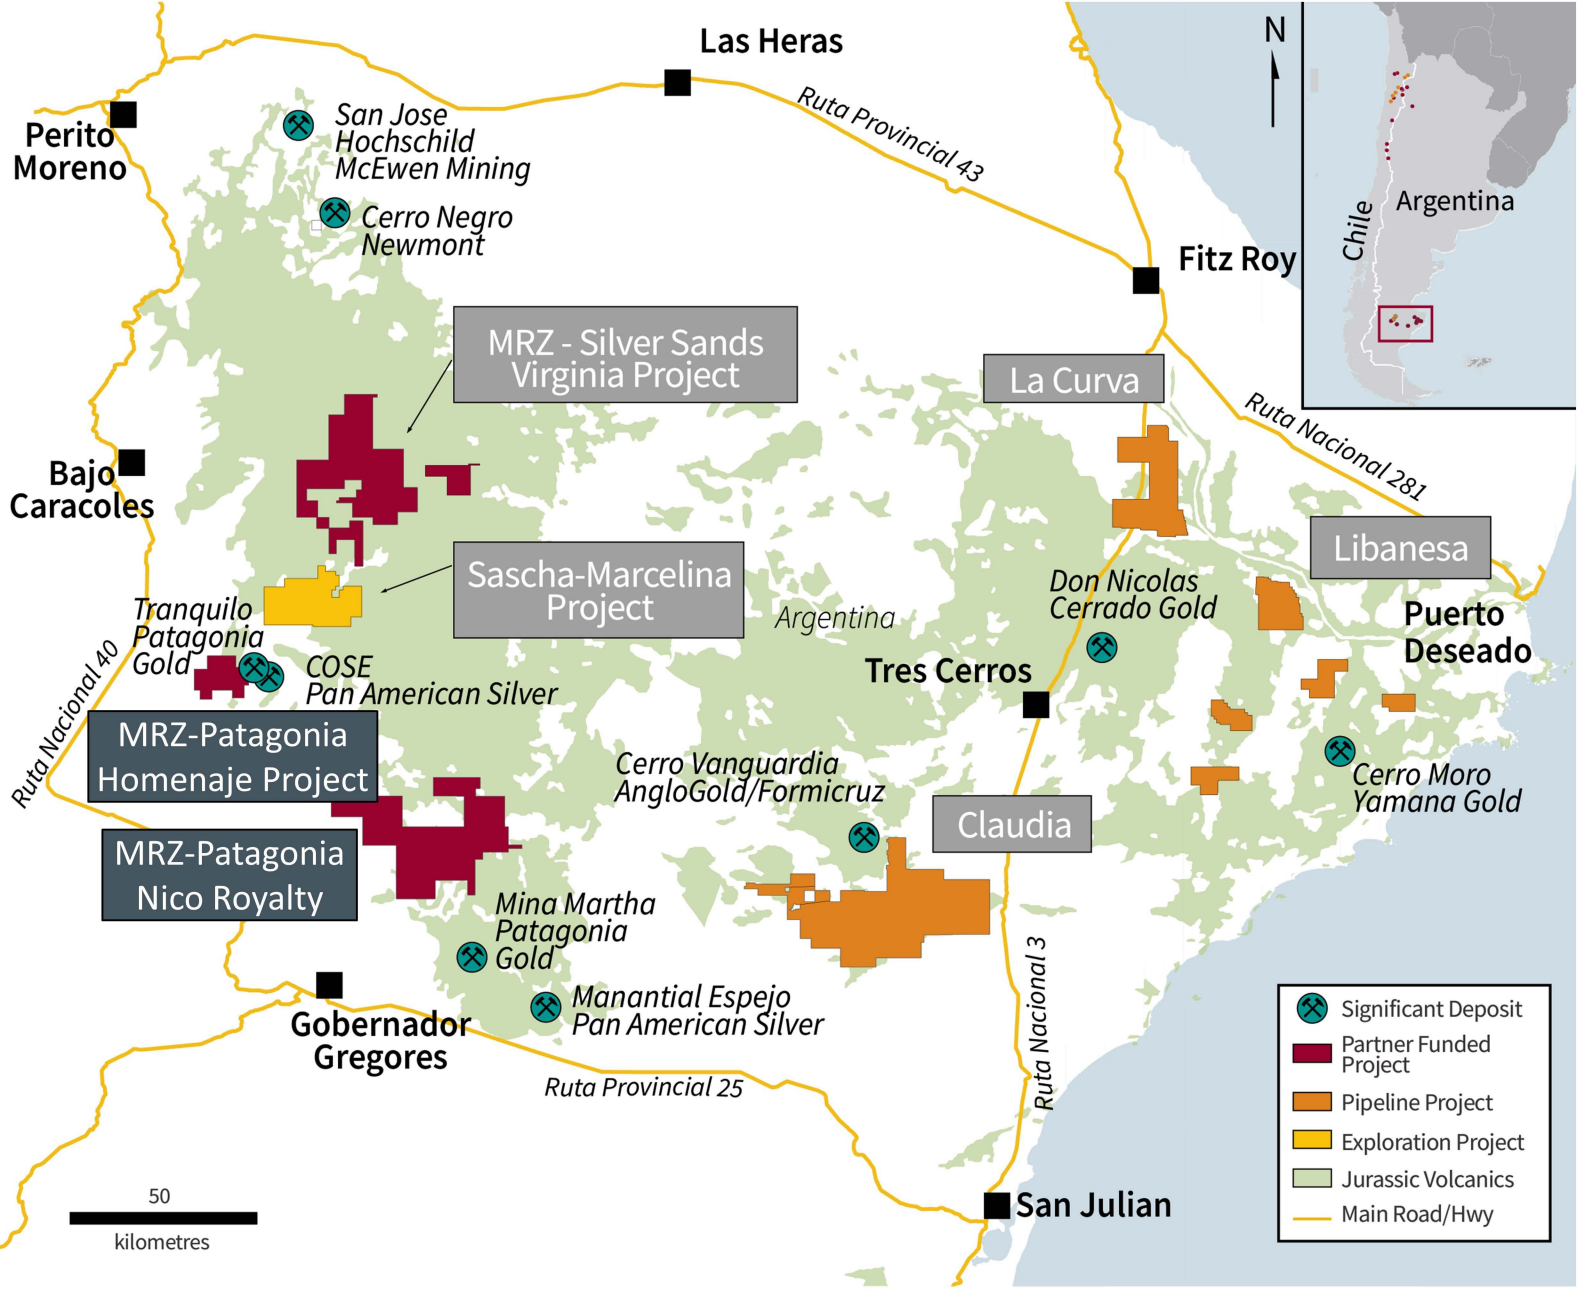 Las Heras
N
Ruta Provincial 43
San Jose
Hochschild
McEwen Mining
Perito
Moreno
Cerro Negro
Newmont
Argentina
Chile
Fitz Roy
MRZ - Silver Sands
Virginia Project
La Curva
Ruta Nacional 281
Bajo
Caracoles
Libanesa
Sascha-Marcelina
Project
Don Nicolas
Cerrado Gold
Argentina
Tranquilo
Patagonia
Gold
Puerto
Deseado
COSE
Pan American Silver
Tres Cerros
Ruta Nacional 40
MRZ-Patagonia
Homenaje Project
Cerro Vanguardia
AngloGold/Formicruz
Cerro Moro
Yamana Gold
Claudia
MRZ-Patagonia
Nico Royalty
Mina Martha
Patagonia
Gold
Ruta Nacional 3
Manantial Espejo
Pan American Silver
Gobernador
Gregores
Ruta Provincial 25
San Julian
50
kilometres
Significant Deposit
Partner Funded
Project
Pipeline Project
Exploration Project
Jurassic Volcanics
Main Road/Hwy